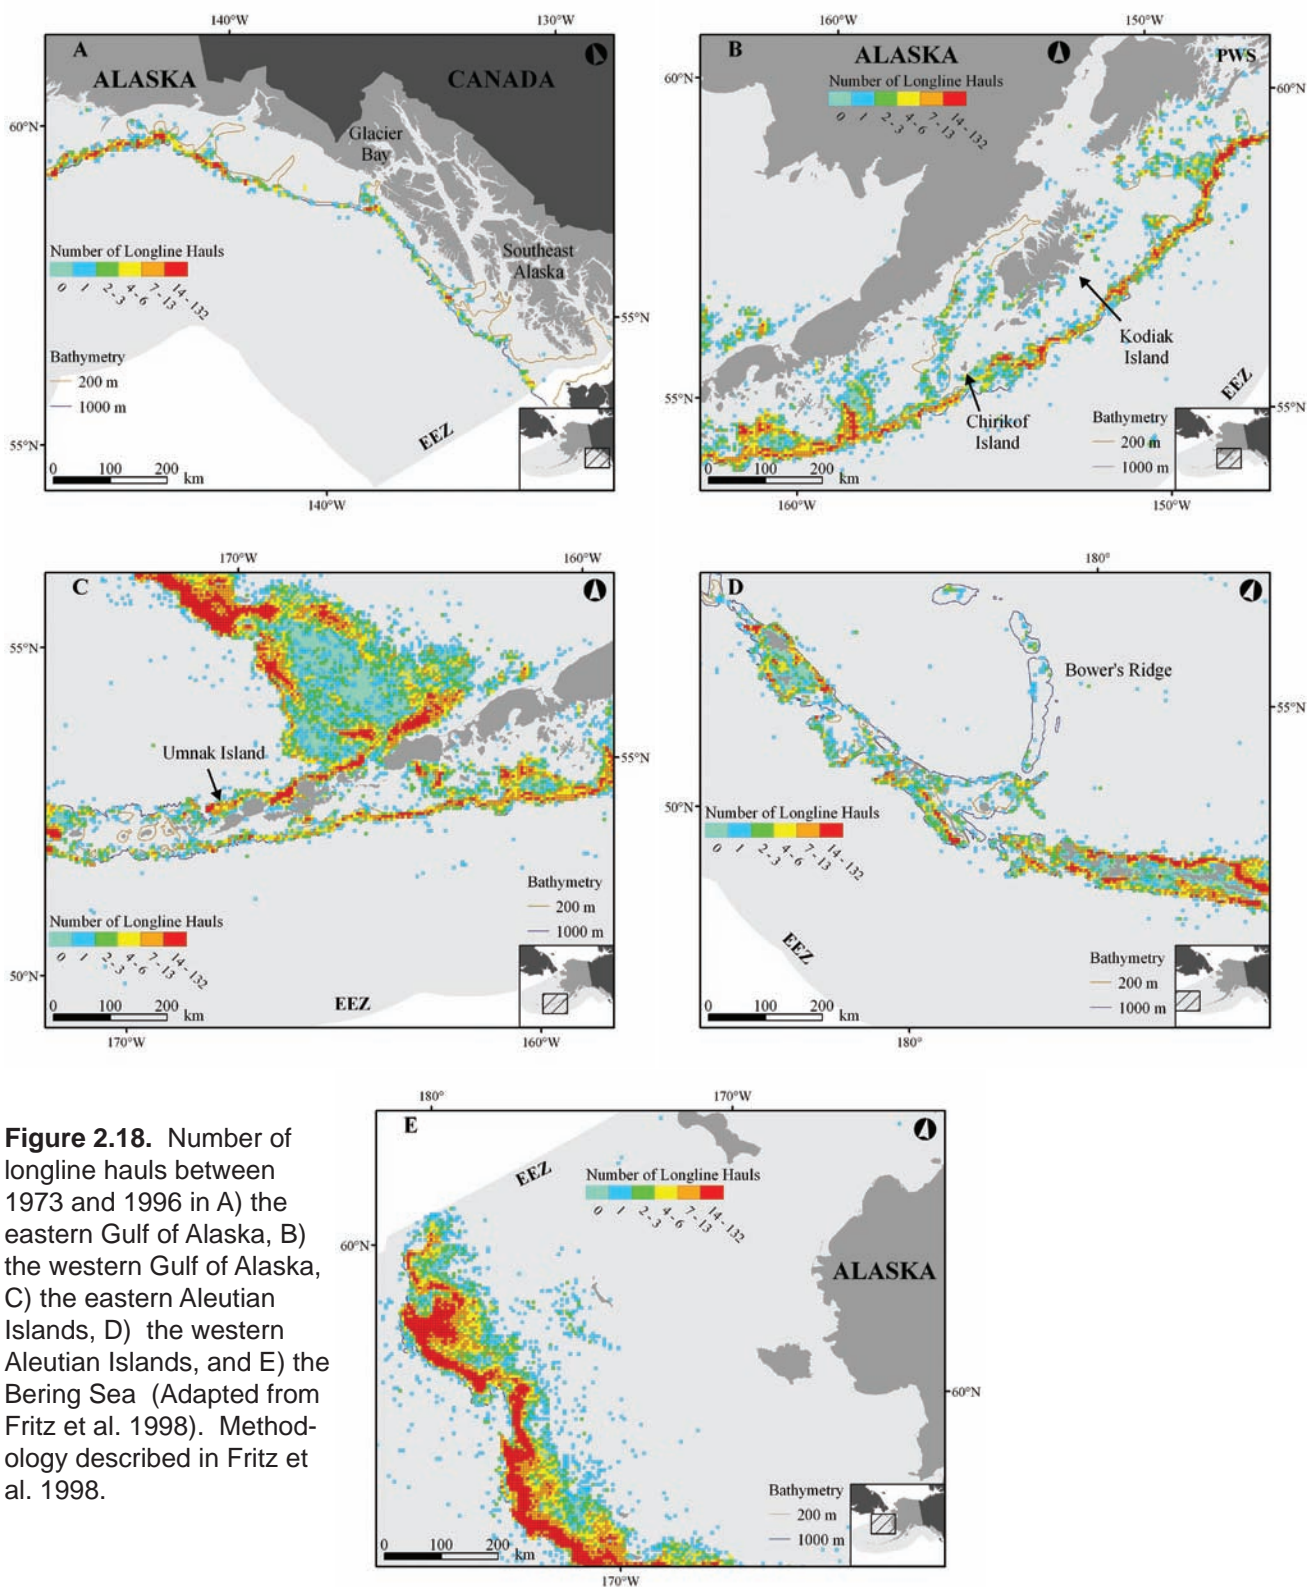 140°W
130°W
A
ALASKA
CANADA
60°N
Glacier
Bay
Southeast
Alaska
Number of Longline Hauls
0
1
2 - 3
4 - 6
7 - 13
14 - 132
55°N
Bathymetry
200 m
1000 m
EEZ
55°N
0 100 200
km
140°W
160°W
150°W
B
ALASKA
PWS
Number of Longline Hauls
0
1
2 - 3
4 - 6
7 - 13
14 - 132
60°N
60°N
Kodiak
Island
EEZ
55°N
55°N
Chirikof
Island
Bathymetry
200 m
1000 m
0 100 200
km
160°W
150°W
170°W
160°W
C
55°N
Umnak Island
55°N
Bathymetry
200 m
1000 m
Number of Longline Hauls
0
1
2 - 3
4 - 6
7 - 13
14 - 132
50°N
EEZ
0 100 200
km
170°W
160°W
180°
D
Bower's Ridge
55°N
50°N
Number of Longline Hauls
0
1
2 - 3
4 - 6
7 - 13
14 - 132
EEZ
Bathymetry
200 m
1000 m
0 100 200
km
180°
Figure 2.18. Number of
longline hauls between
1973 and 1996 in A) the
eastern Gulf of Alaska, B)
the western Gulf of Alaska,
C) the eastern Aleutian
Islands, D) the western
Aleutian Islands, and E) the
Bering Sea (Adapted from
Fritz et al. 1998). Method-
ology described in Fritz et
al. 1998.
180°
170°W
E
EEZ
Number of Longline Hauls
0
1
2 - 3
4 - 6
7 - 13
14 - 132
60°N
ALASKA
60°N
Bathymetry
200 m
1000 m
0 100 200
km
170°W